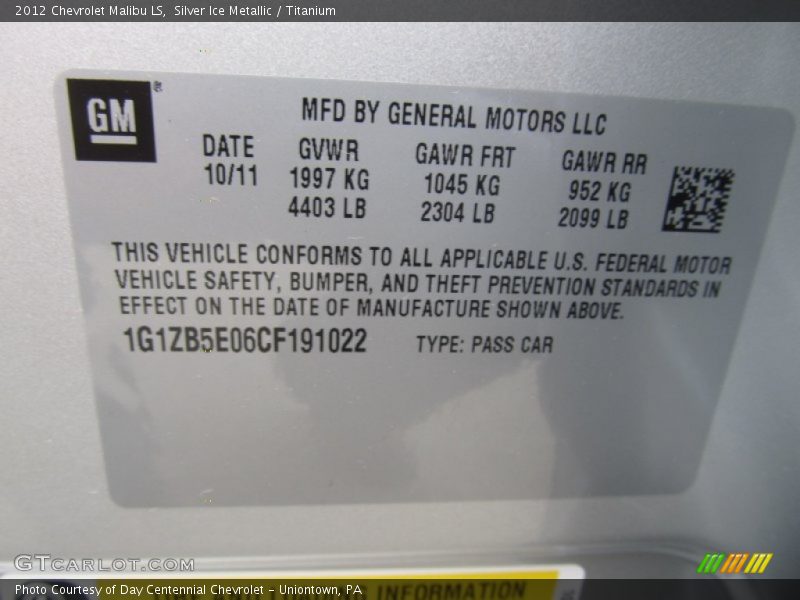 2012 Chevrolet Malibu LS, Silver Ice Metallic / Titanium
GM
MFD BY GENERAL MOTORS LLC
DATE GVWR GAWR FRT GAWR RR
10/11 1997 KG 1045 KG 952 KG
4403 LB 2304 LB 2099 LB
THIS VEHICLE CONFORMS TO ALL APPLICABLE U.S. FEDERAL MOTOR
VEHICLE SAFETY, BUMPER, AND THEFT PREVENTION STANDARDS IN
EFFECT ON THE DATE OF MANUFACTURE SHOWN ABOVE.
1G1ZB5E06CF191022 TYPE: PASS CAR
GTCARLOT.COM
INFORMATION
Photo Courtesy of Day Centennial Chevrolet - Uniontown, PA